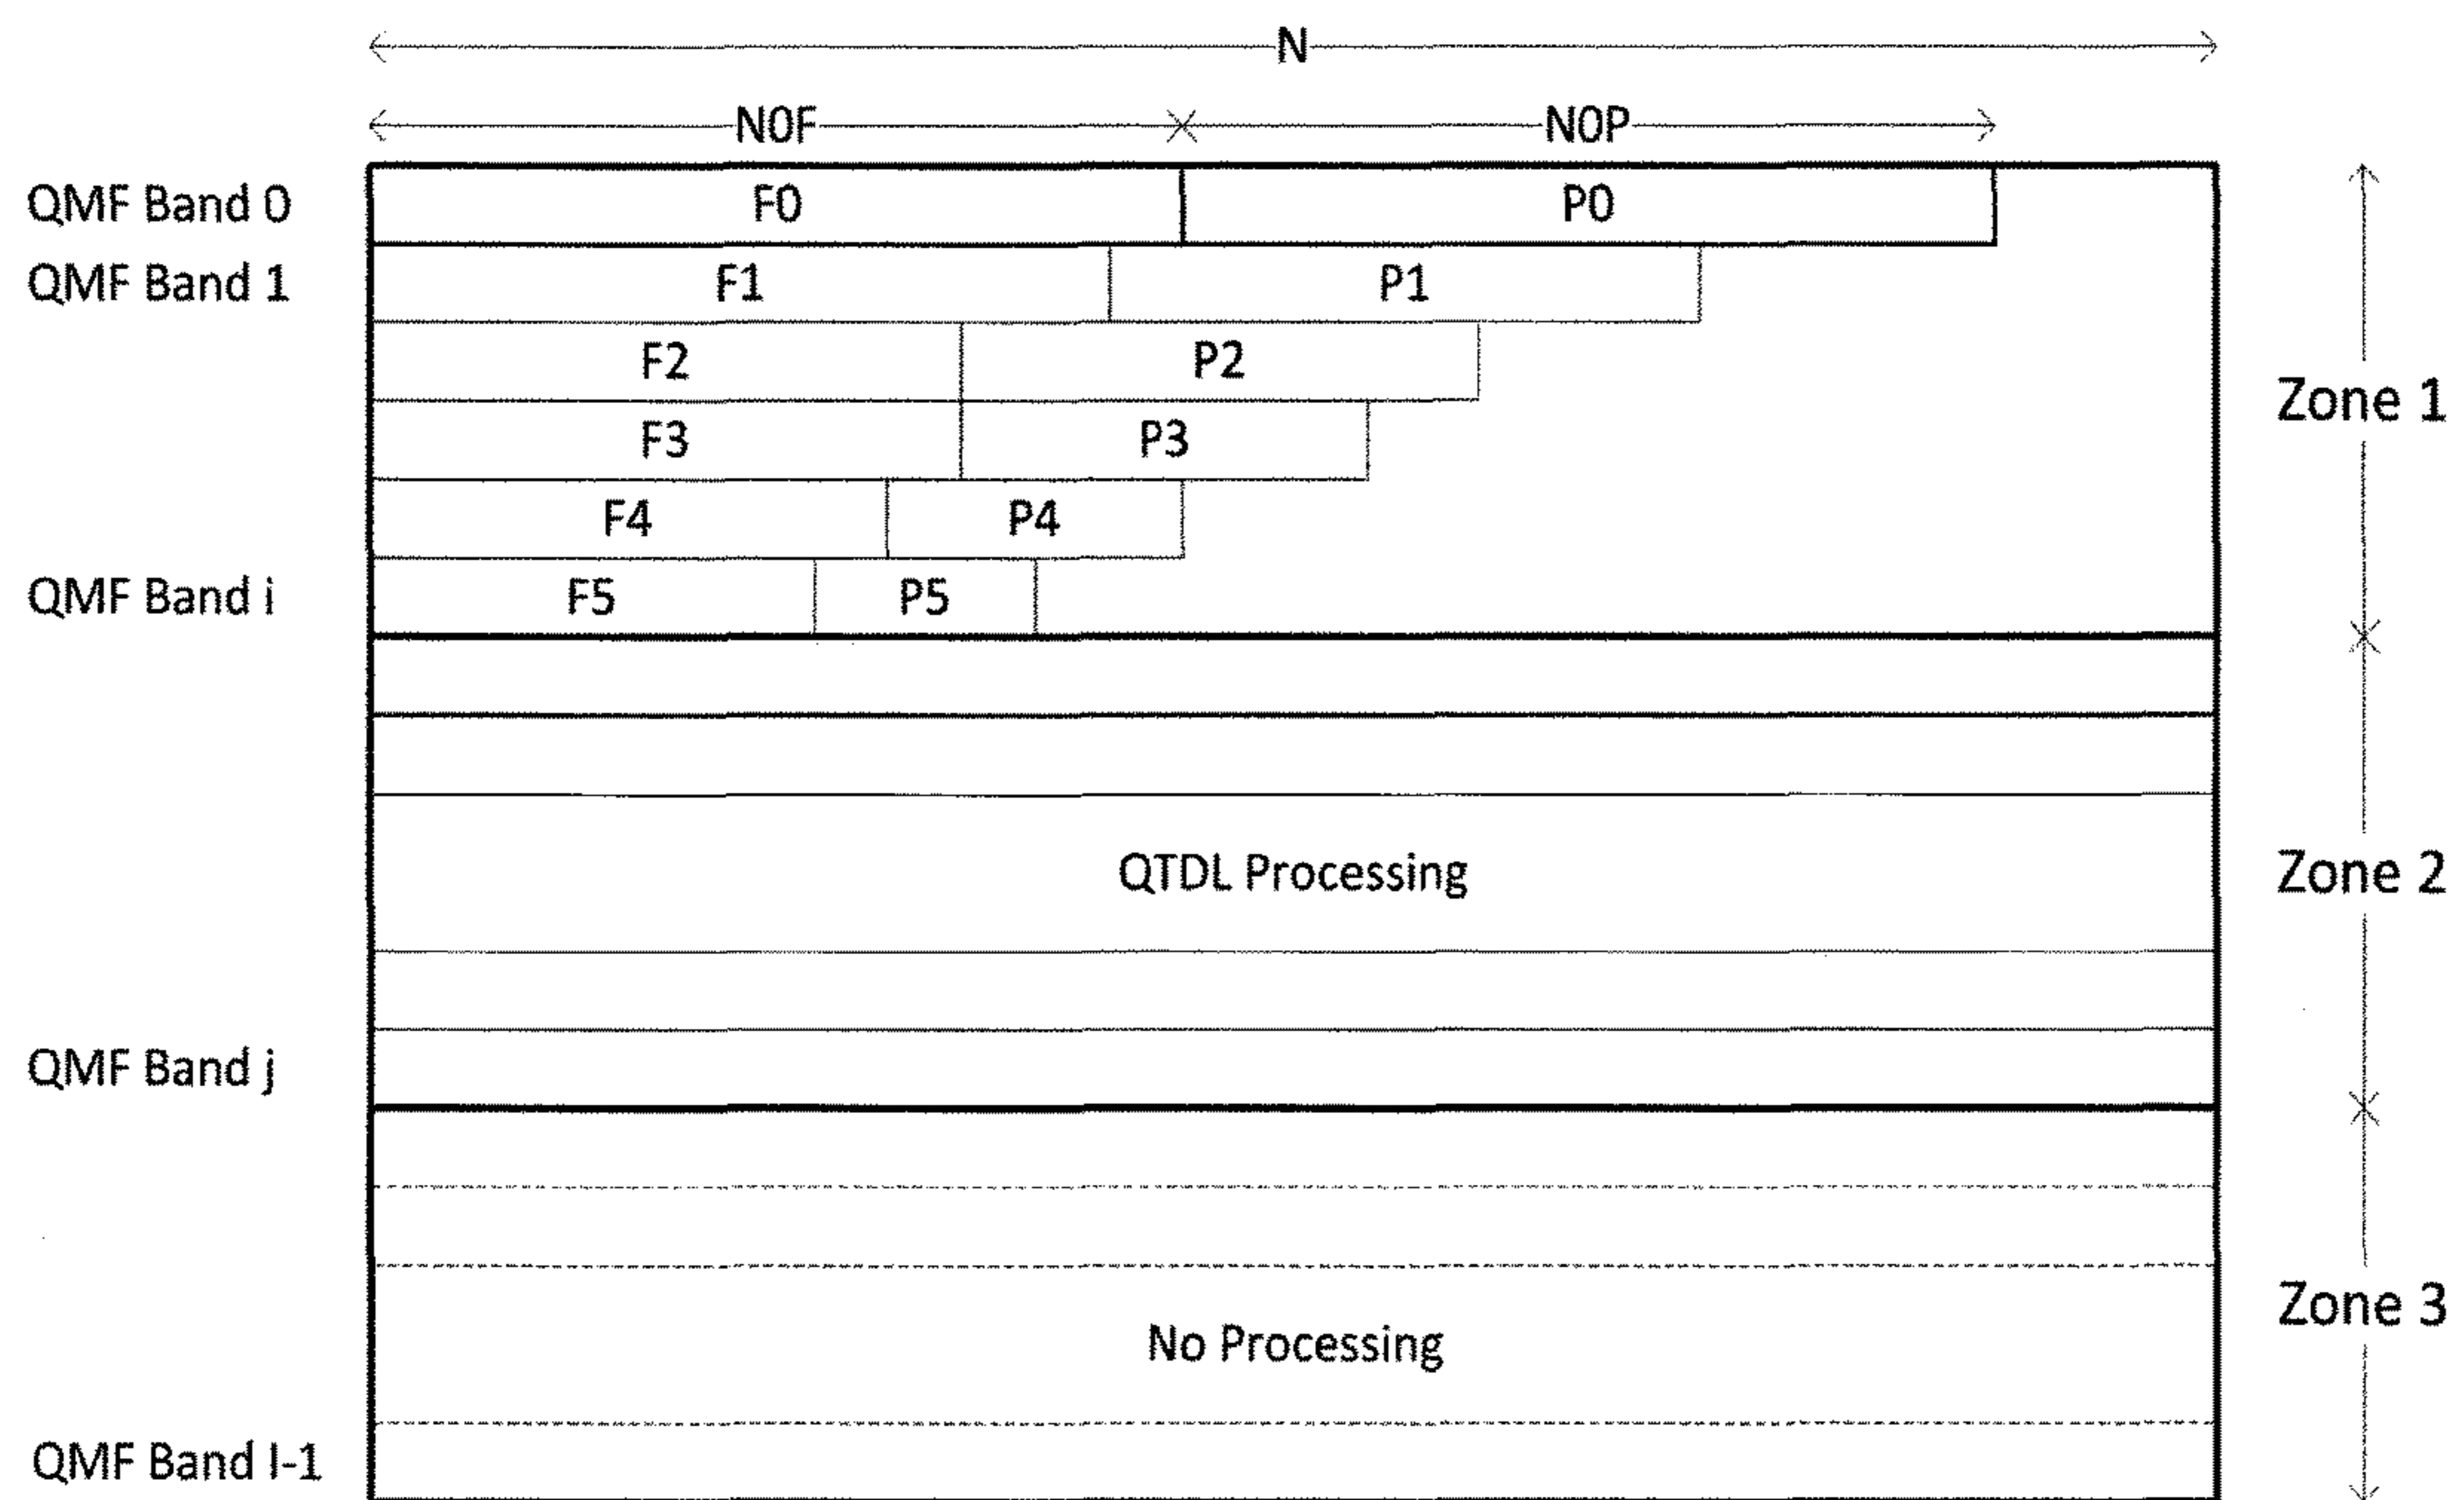 N
N0F N0P
QMF Band 0 F0 P0
QMF Band 1 F1 P1
F2 P2
F3 P3
Zone 1
F4 P4
QMF Band i F5 P5
QTDL Processing
Zone 2
QMF Band j
Zone 3
No Processing
QMF Band I-1